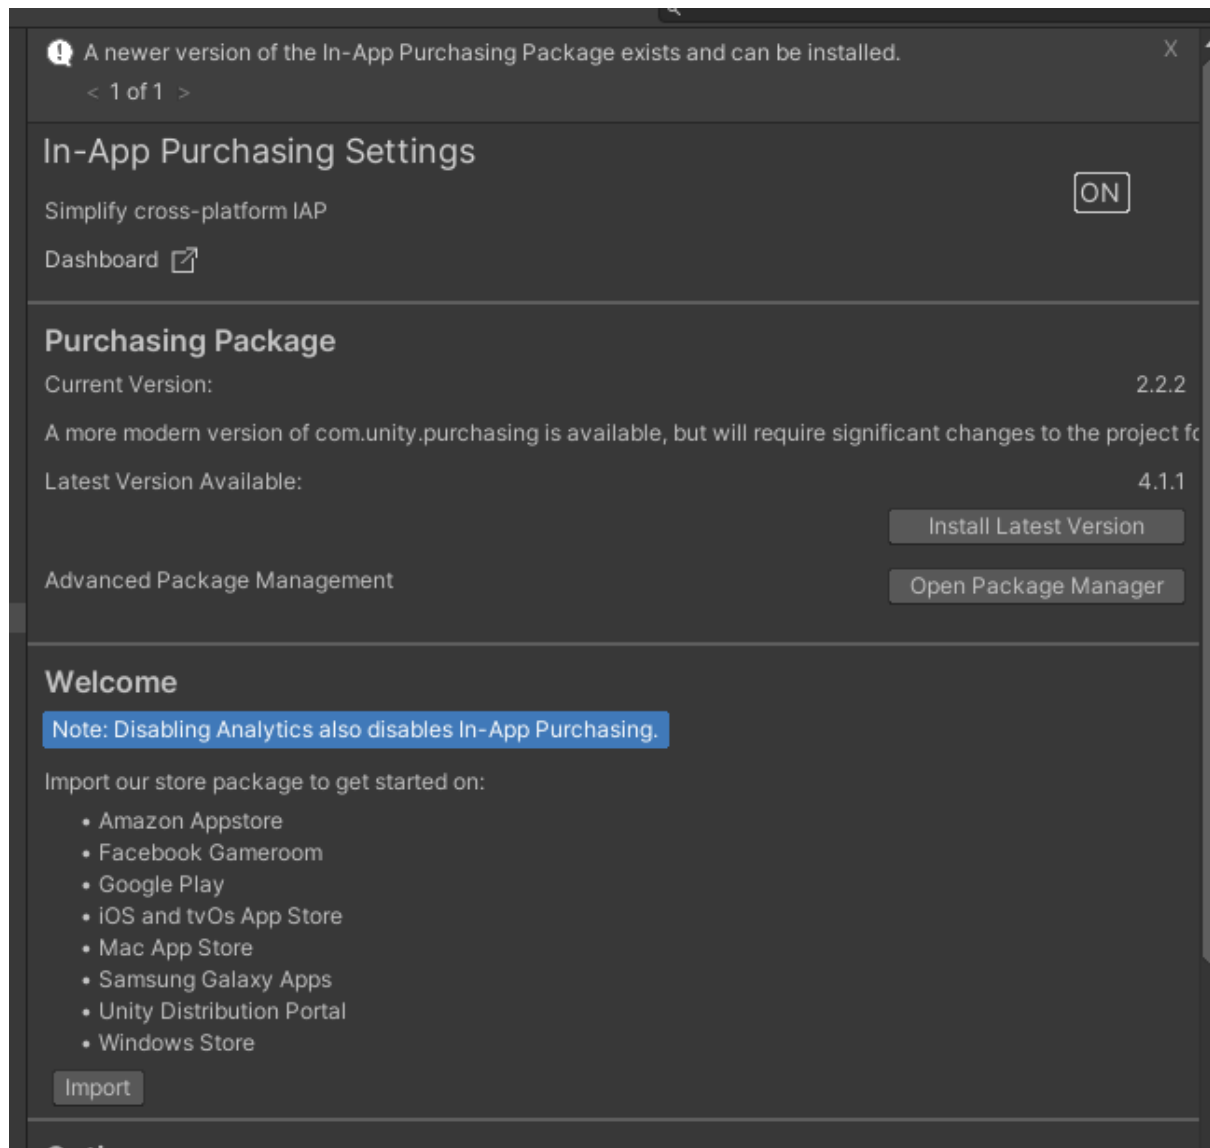 A newer version of the In-App Purchasing Package exists and can be installed.
X
< 1 of 1 >
In-App Purchasing Settings
ON
Simplify cross-platform IAP
Dashboard
Purchasing Package
Current Version:
2.2.2
A more modern version of com.unity.purchasing is available, but will require significant changes to the project
Latest Version Available:
4.1.1
Install Latest Version
Advanced Package Management
Open Package Manager
Welcome
Note: Disabling Analytics also disables In-App Purchasing.
Import our store package to get started on:
• Amazon Appstore
• Facebook Gameroom
• Google Play
• iOS and tvOs App Store
• Mac App Store
• Samsung Galaxy Apps
• Unity Distribution Portal
• Windows Store
Import